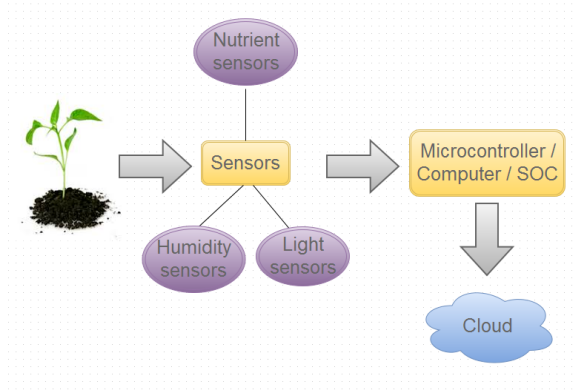 Nutrient
sensors
Sensors
Microcontroller /
Computer / SOC
Humidity
sensors
Light
sensors
Cloud